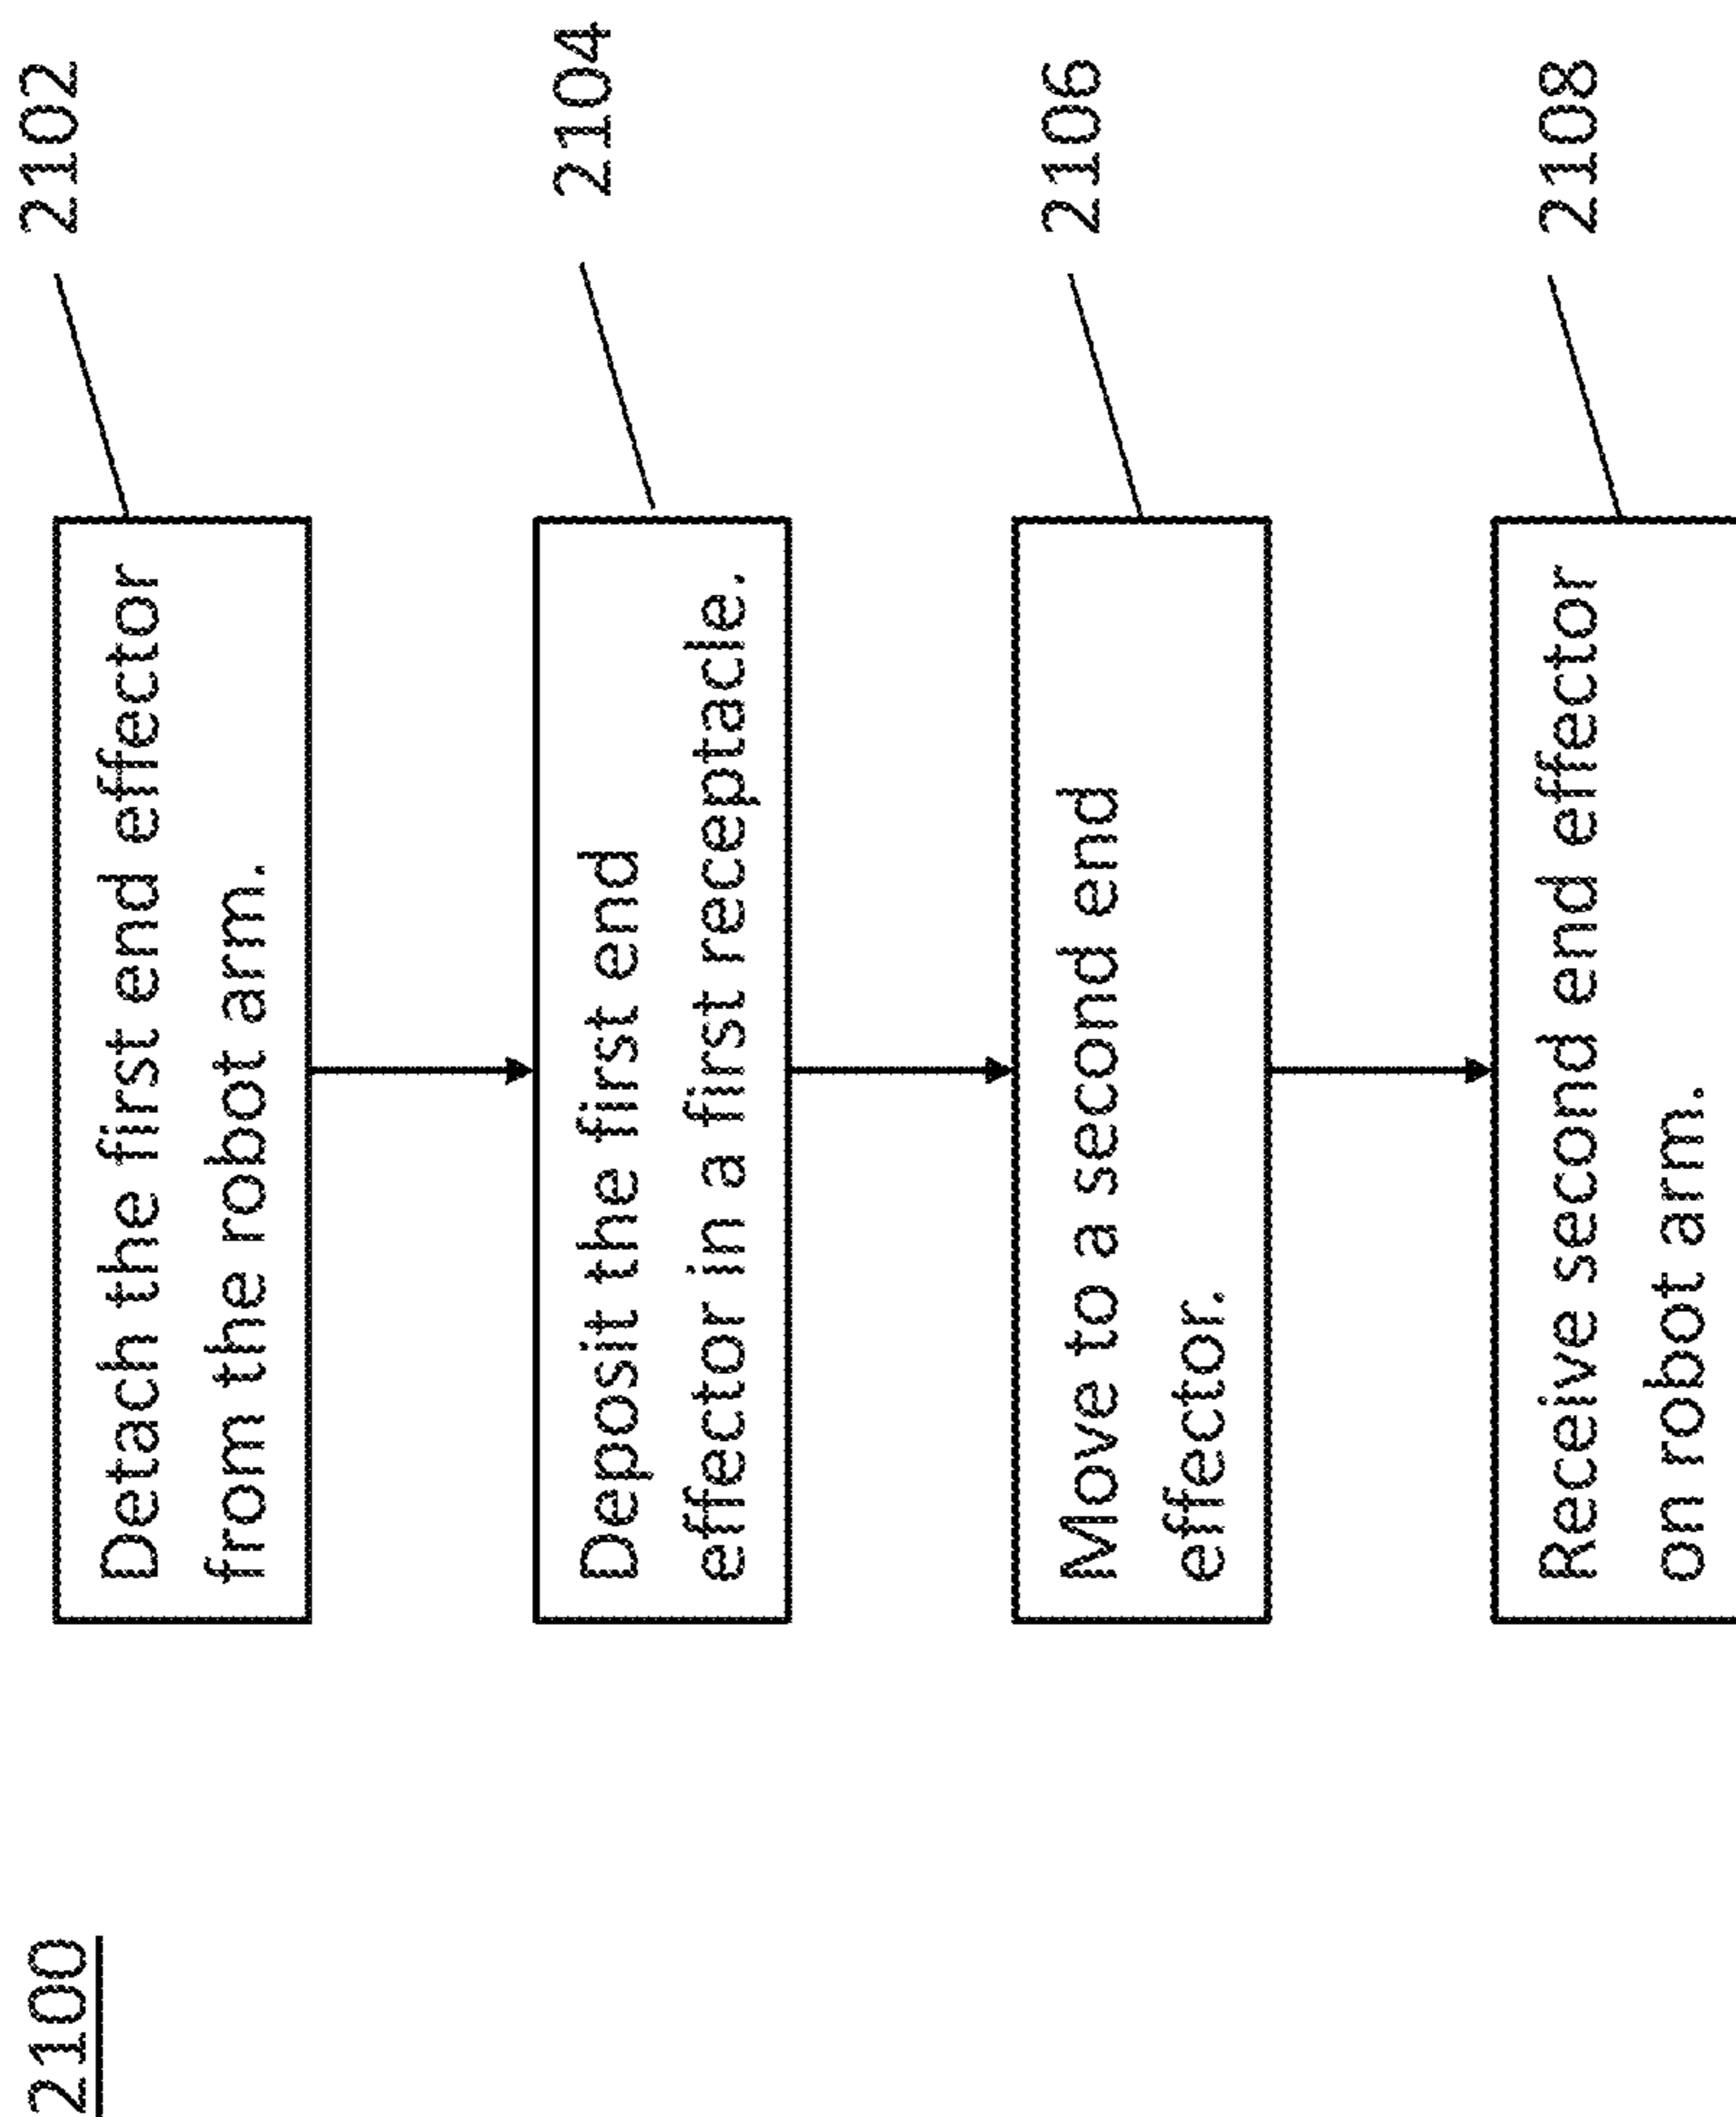 2100
Detach the first end effector
from the robot arm.
2102
Deposit the first end
effector in a first receptacle.
2104
Move to a second end
effector.
2106
Receive second end effector
on robot arm.
2108